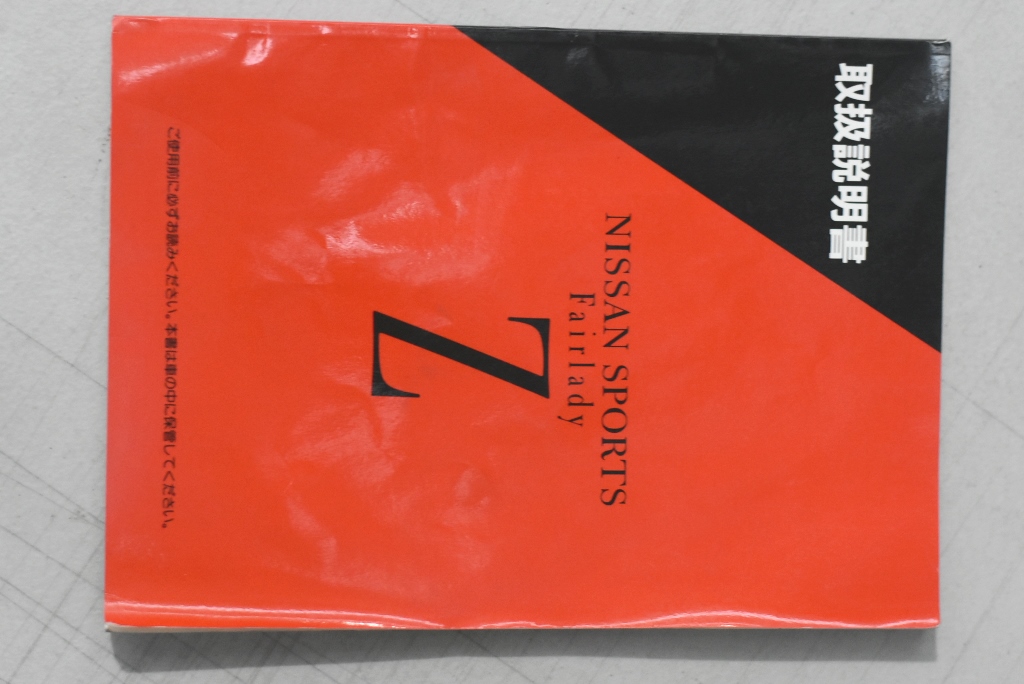 取扱説明書
NISSAN SPORTS
Fairlady
Z
ご使用前に必ずお読みください。本書は車の中に保管してください。